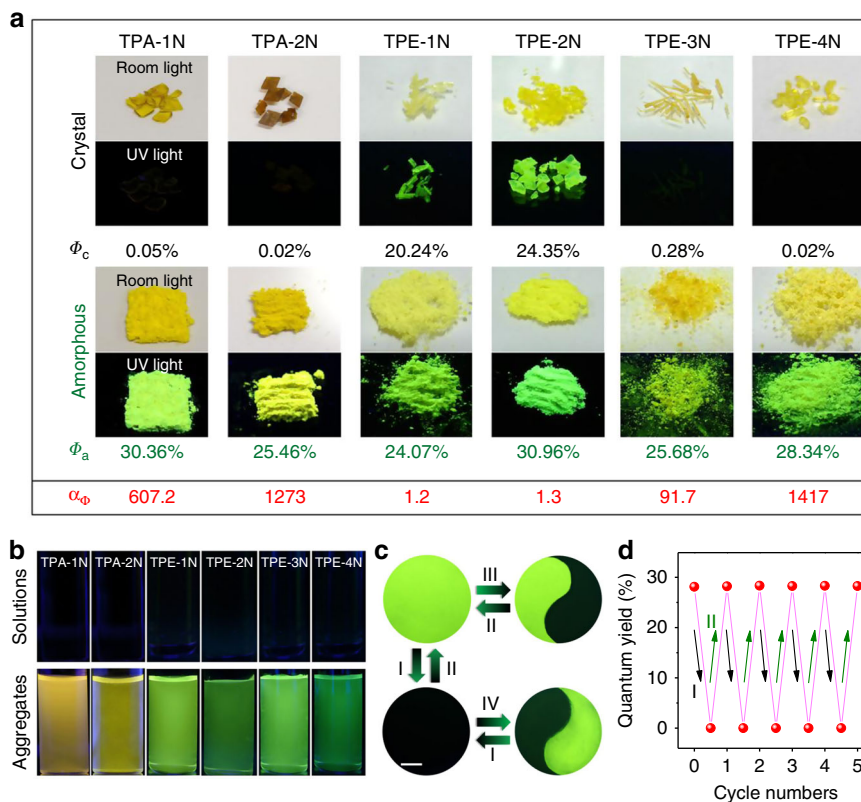 a
TPA-1N TPA-2N TPE-1N TPE-2N TPE-3N TPE-4N
Crystal
Room light
UV light
Φc 0.05% 0.02% 20.24% 24.35% 0.28% 0.02%
Amorphous
Room light
UV light
Φa 30.36% 25.46% 24.07% 30.96% 25.68% 28.34%
αΦ 607.2 1273 1.2 1.3 91.7 1417
b
TPA-1N TPA-2N TPE-1N TPE-2N TPE-3N TPE-4N
Solutions
Aggregates
c
III
II
I II
IV
I
d
Quantum yield (%)
30
20
10
0
II
I
0 1 2 3 4 5
Cycle numbers